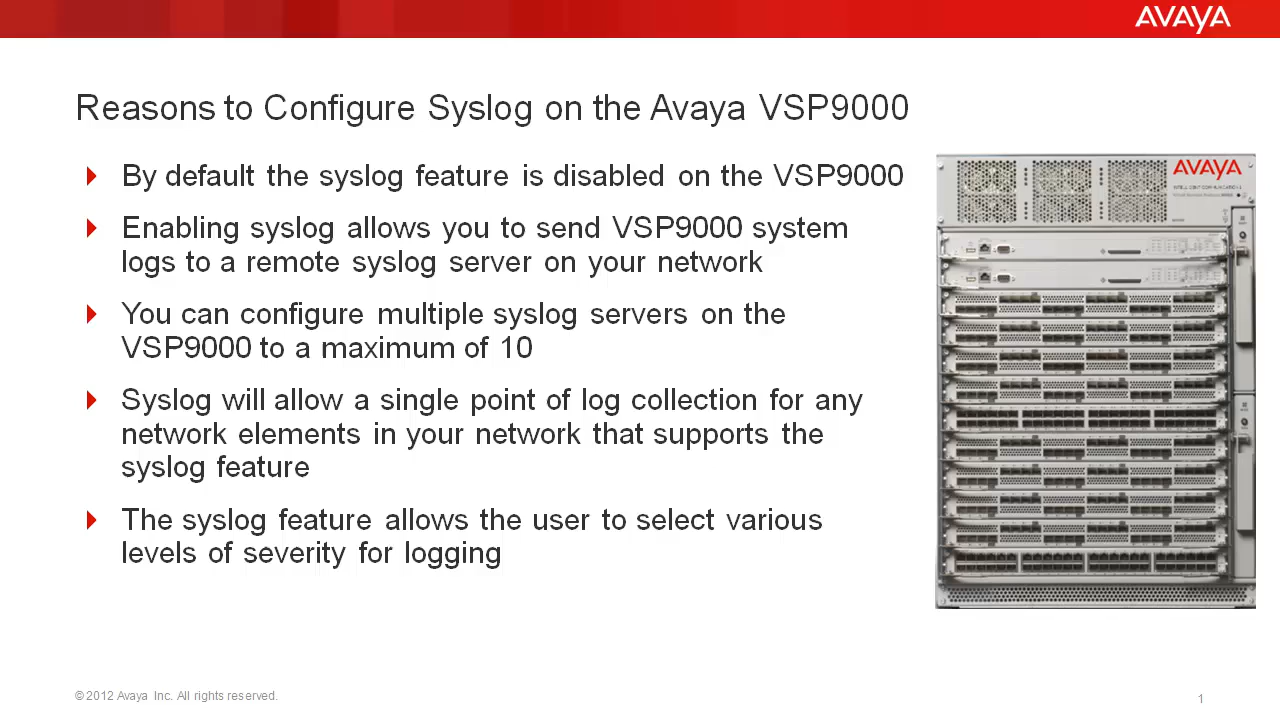 AVAYA
Reasons to Configure Syslog on the Avaya VSP9000
By default the syslog feature is disabled on the VSP9000
Enabling syslog allows you to send VSP9000 system
logs to a remote syslog server on your network
You can configure multiple syslog servers on the
VSP9000 to a maximum of 10
Syslog will allow a single point of log collection for any
network elements in your network that supports the
syslog feature
The syslog feature allows the user to select various
levels of severity for logging
AVAYA
© 2012 Avaya Inc. All rights reserved.
1